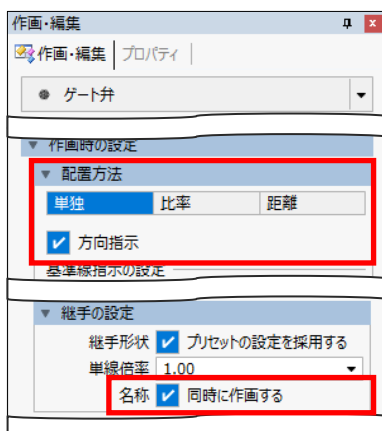 作画・編集
作画・編集 プロパティ
ゲート弁
作画時の設定
配置方法
単独 比率 距離
方向指示
基準線指示の設定
継手の設定
継手形状 プリセットの設定を採用する
単線倍率 1.00
名称 同時に作画する